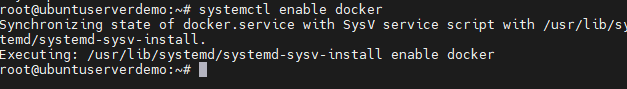 root@ubuntuserverdemo:~# systemctl enable docker
Synchronizing state of docker.service with SysV service script with /usr/lib/sy
temd/systemd-sysv-install.
Executing: /usr/lib/systemd/systemd-sysv-install enable docker
root@ubuntuserverdemo:~#